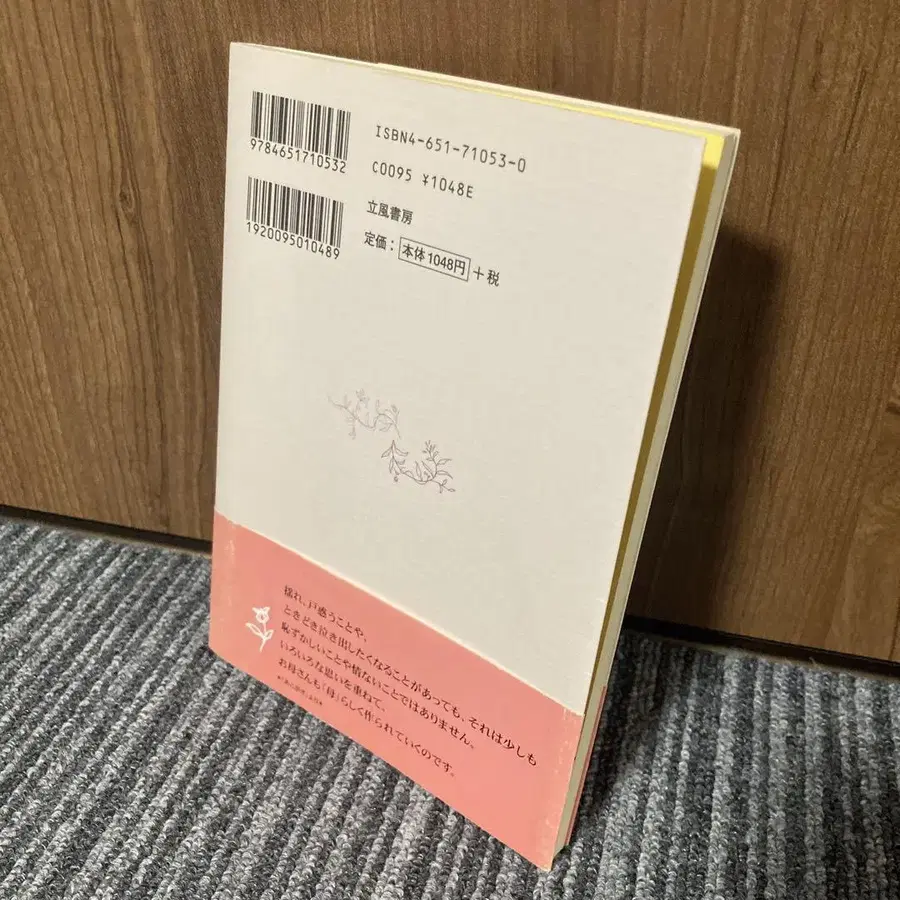 9784651710532
1920095010489
ISBN4-651-71053-0
C0095 ¥1048E
立風書房
定価：本体1048円+税
揺れ、戸惑うことや、
ときどき泣き出したくなることがあっても、それは少しも
恥ずかしいことや情ないことではありません。
いろいろな思いを重ねて、
お母さんも「母」らしく作られていくのです。